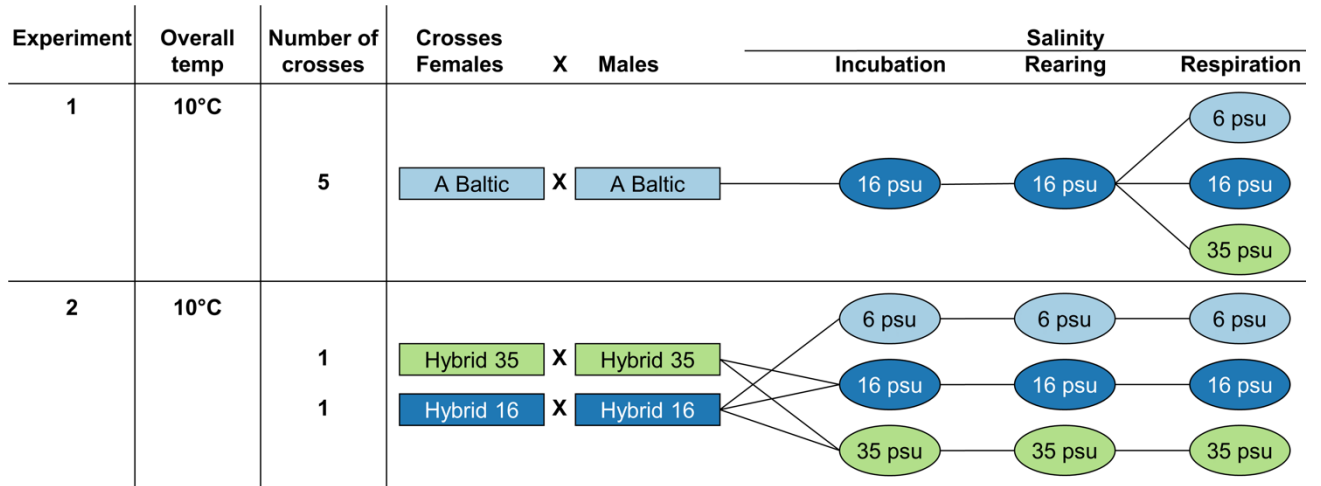 Experiment Overall temp Number of crosses Crosses Females X Males Salinity
Incubation Rearing Respiration
1 10°C
6 psu
5 A Baltic X A Baltic 16 psu 16 psu 16 psu
35 psu
2 10°C
6 psu 6 psu 6 psu
1 Hybrid 35 X Hybrid 35
16 psu 16 psu 16 psu
1 Hybrid 16 X Hybrid 16
35 psu 35 psu 35 psu